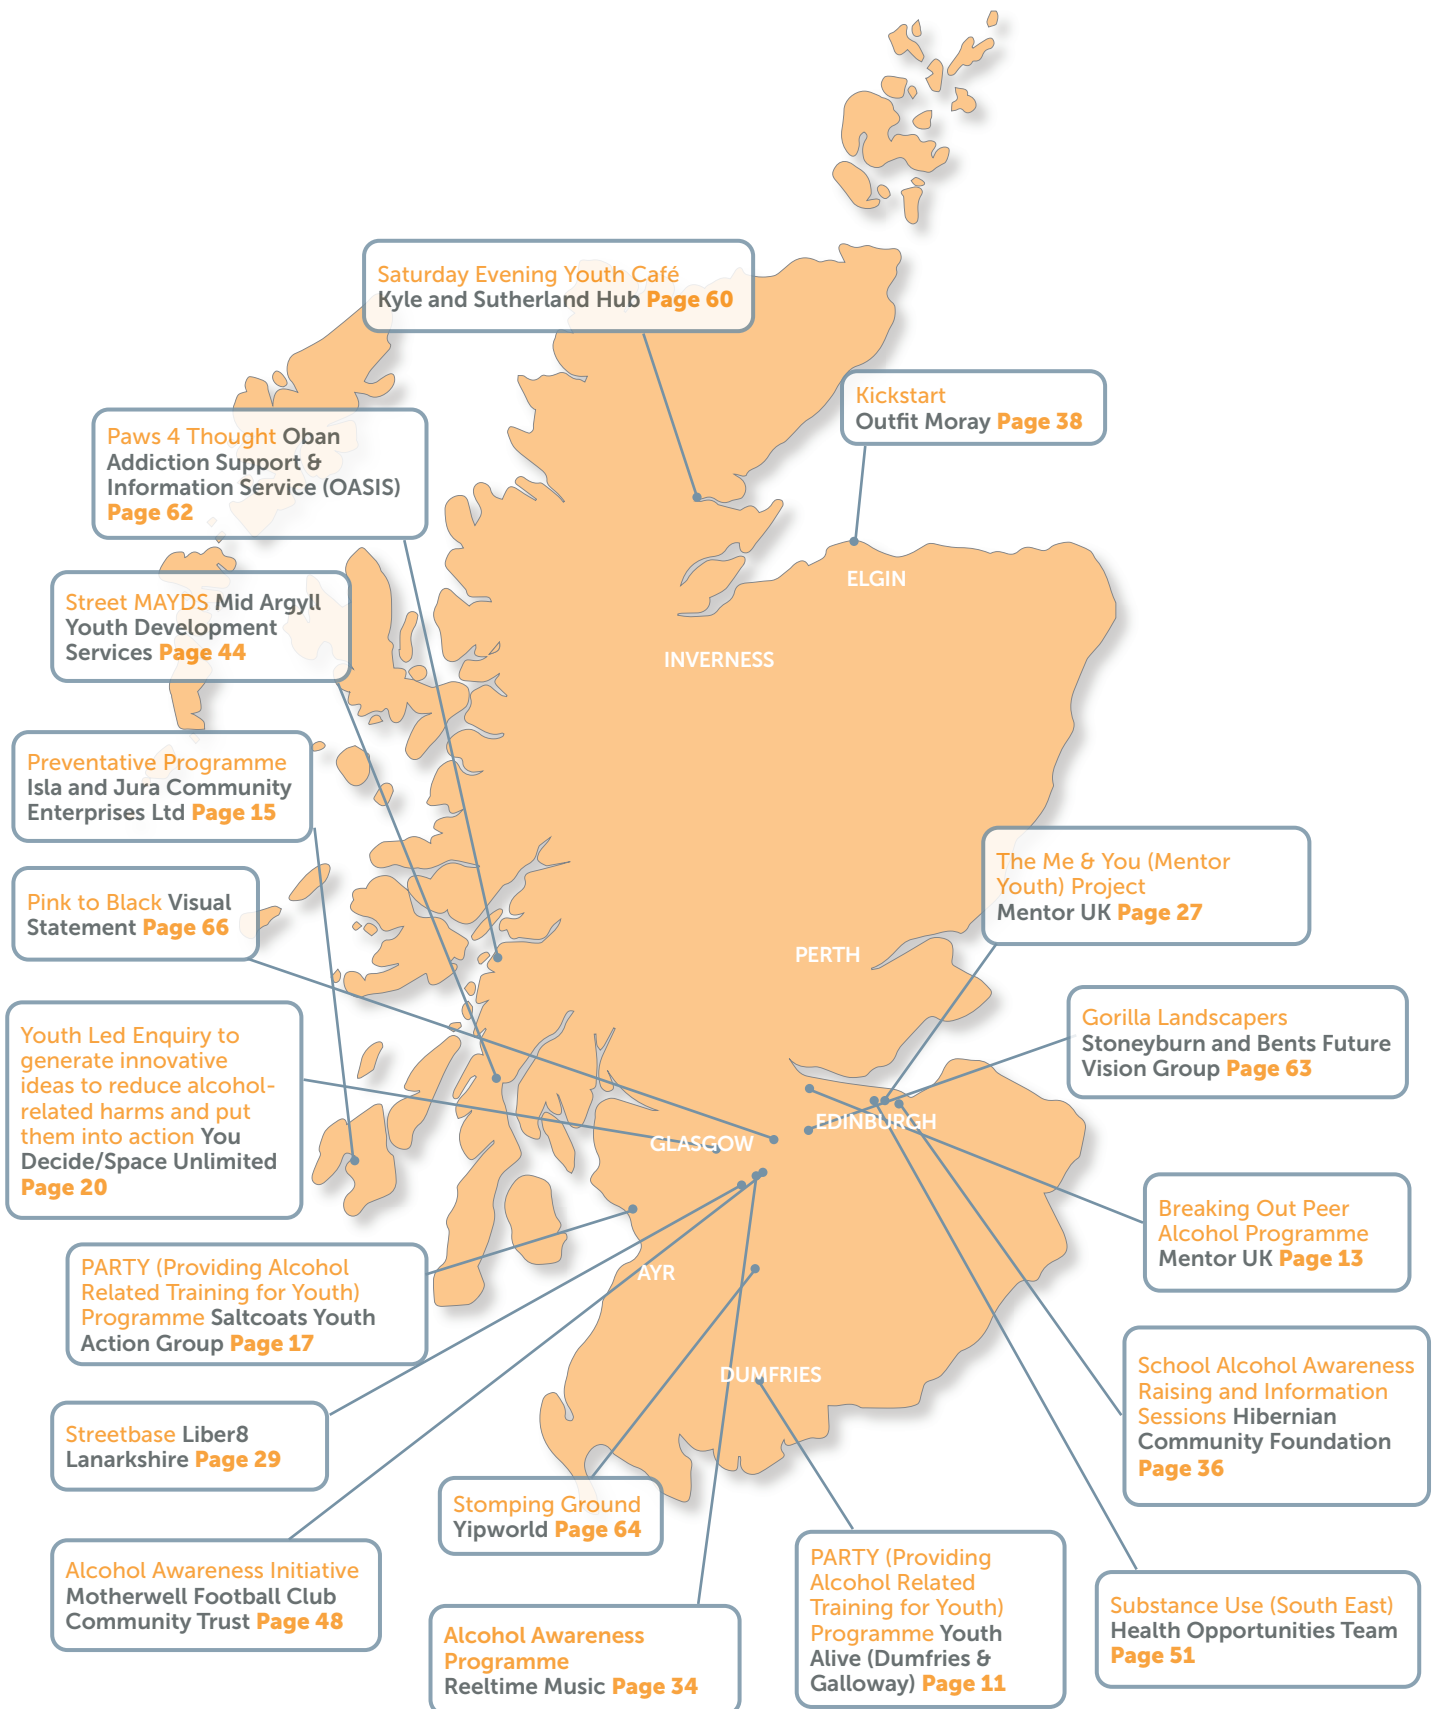 Saturday Evening Youth Café
Kyle and Sutherland Hub Page 60
Kickstart
Outfit Moray Page 38
Paws 4 Thought Oban
Addiction Support &
Information Service (OASIS)
Page 62
ELGIN
Street MAYDS Mid Argyll
Youth Development
Services Page 44
INVERNESS
Preventative Programme
Isla and Jura Community
Enterprises Ltd Page 15
The Me & You (Mentor
Youth) Project
Mentor UK Page 27
Pink to Black Visual
Statement Page 66
PERTH
Gorilla Landscapers
Stoneyburn and Bents Future
Vision Group Page 63
Youth Led Enquiry to
generate innovative
ideas to reduce alcohol-
related harms and put
them into action You
Decide/Space Unlimited
Page 20
EDINBURGH
GLASGOW
Breaking Out Peer
Alcohol Programme
Mentor UK Page 13
PARTY (Providing Alcohol
Related Training for Youth)
Programme Saltcoats Youth
Action Group Page 17
AYR
School Alcohol Awareness
Raising and Information
Sessions Hibernian
Community Foundation
Page 36
DUMFRIES
Streetbase Liber8
Lanarkshire Page 29
Stomping Ground
Yipworld Page 64
Alcohol Awareness Initiative
Motherwell Football Club
Community Trust Page 48
PARTY (Providing
Alcohol Related
Training for Youth)
Programme Youth
Alive (Dumfries &
Galloway) Page 11
Substance Use (South East)
Health Opportunities Team
Page 51
Alcohol Awareness
Programme
Reeltime Music Page 34